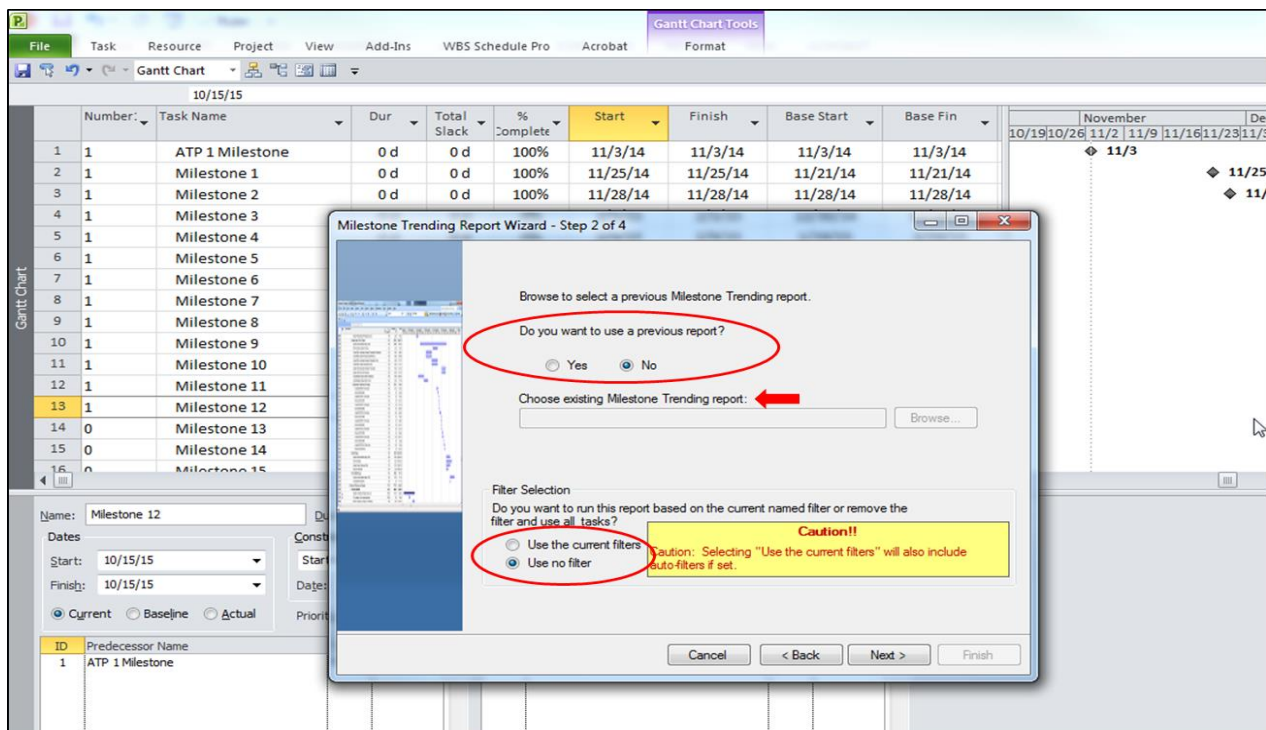 Gantt Chart Tools
File Task Resource Project View Add-Ins WBS Schedule Pro Acrobat Format
Gantt Chart
10/15/15
Number: Task Name Dur Total Slack % Complete Start Finish Base Start Base Fin
November De
10/19 10/26 11/2 11/9 11/16 11/23 11/3
1 1 ATP 1 Milestone 0 d 0 d 100% 11/3/14 11/3/14 11/3/14 11/3/14 11/3
2 1 Milestone 1 0 d 0 d 100% 11/25/14 11/25/14 11/21/14 11/21/14 11/25
3 1 Milestone 2 0 d 0 d 100% 11/28/14 11/28/14 11/28/14 11/28/14 11/
4 1 Milestone 3
5 1 Milestone 4
6 1 Milestone 5
7 1 Milestone 6
8 1 Milestone 7
9 1 Milestone 8
10 1 Milestone 9
11 1 Milestone 10
12 1 Milestone 11
13 1 Milestone 12
14 0 Milestone 13
15 0 Milestone 14
16 0 Milestone 15
Gantt Chart
Milestone Trending Report Wizard - Step 2 of 4
Browse to select a previous Milestone Trending report.
Do you want to use a previous report?
Yes No
Choose existing Milestone Trending report:
Browse...
Filter Selection
Do you want to run this report based on the current named filter or remove the
filter and use all tasks?
Use the current filters
Use no filter
Caution!!
Caution: Selecting "Use the current filters" will also include
auto-filters if set.
Cancel < Back Next > Finish
Name: Milestone 12 Du
Dates Const
Start: 10/15/15 Start
Finish: 10/15/15 Date:
Current Baseline Actual Priorit
ID Predecessor Name
1 ATP 1 Milestone